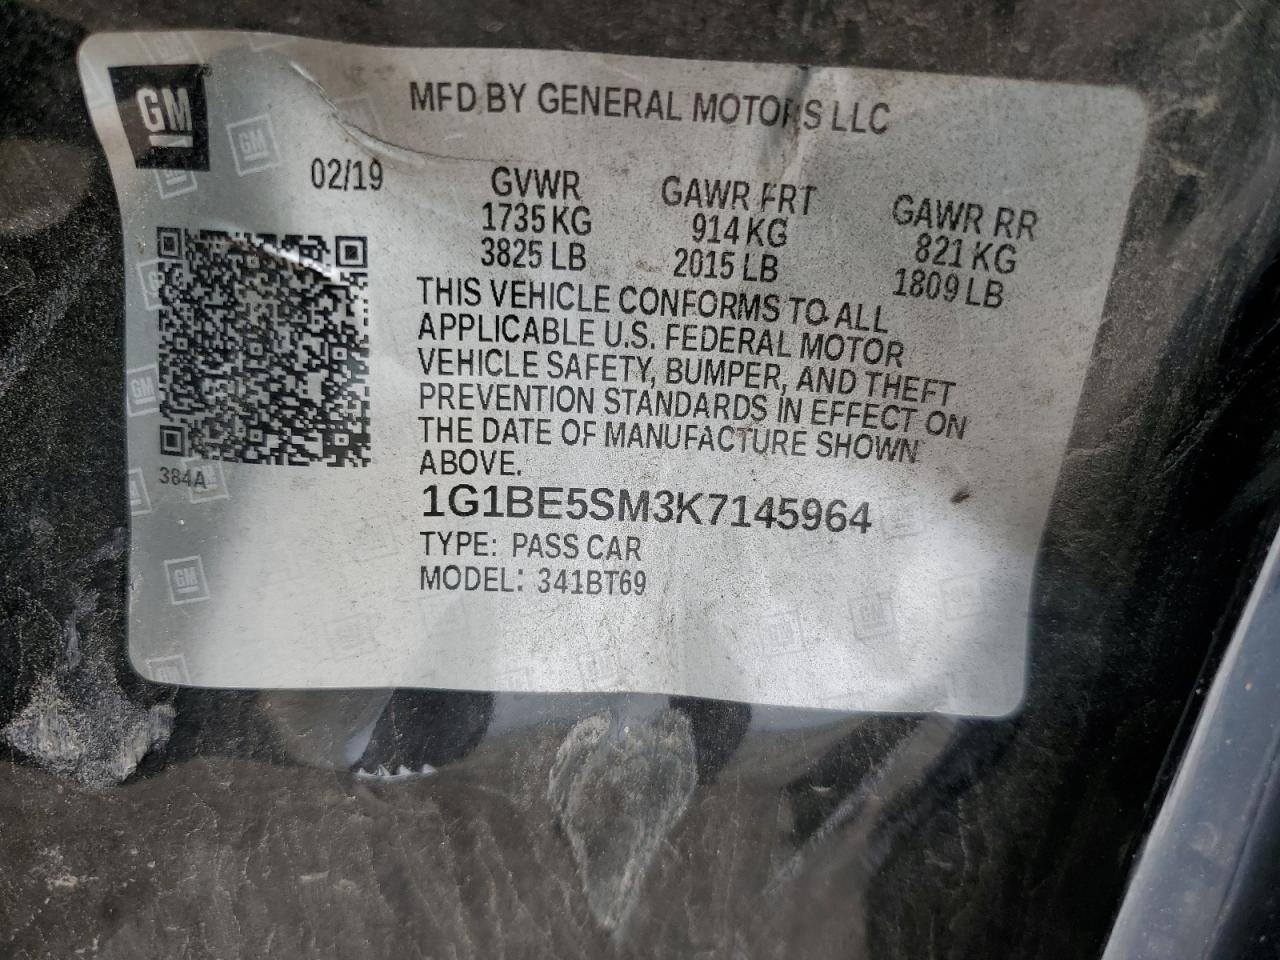 GM
MFD BY GENERAL MOTORS LLC
02/19
GVWR
1735 KG
3825 LB
GAWR FRT
914 KG
2015 LB
GAWR RR
821 KG
1809 LB
THIS VEHICLE CONFORMS TO ALL
APPLICABLE U.S. FEDERAL MOTOR
VEHICLE SAFETY, BUMPER, AND THEFT
PREVENTION STANDARDS IN EFFECT ON
THE DATE OF MANUFACTURE SHOWN
ABOVE.
384A
1G1BE5SM3K7145964
TYPE: PASS CAR
MODEL: 341BT69